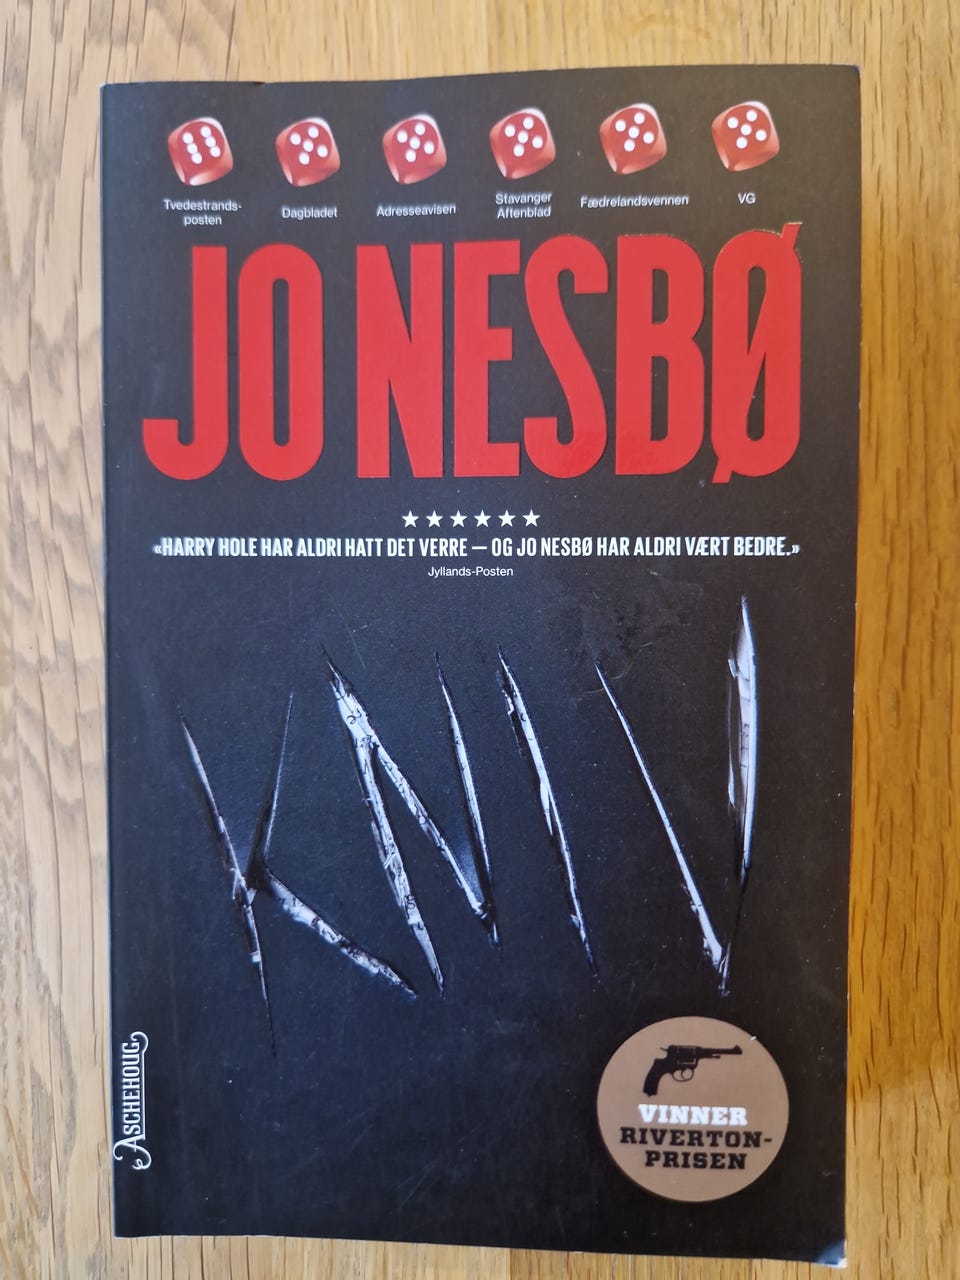 Tvedestrands-
posten
Dagbladet
Adresseavisen
Stavanger
Aftenblad
Fædrelandsvennen
VG
JO NESBØ
«HARRY HOLE HAR ALDRI HATT DET VERRE – OG JO NESBØ HAR ALDRI VÆRT BEDRE.»
Jyllands-Posten
KNIV
ASCHEHOUG
VINNER
RIVERTON-
PRISEN